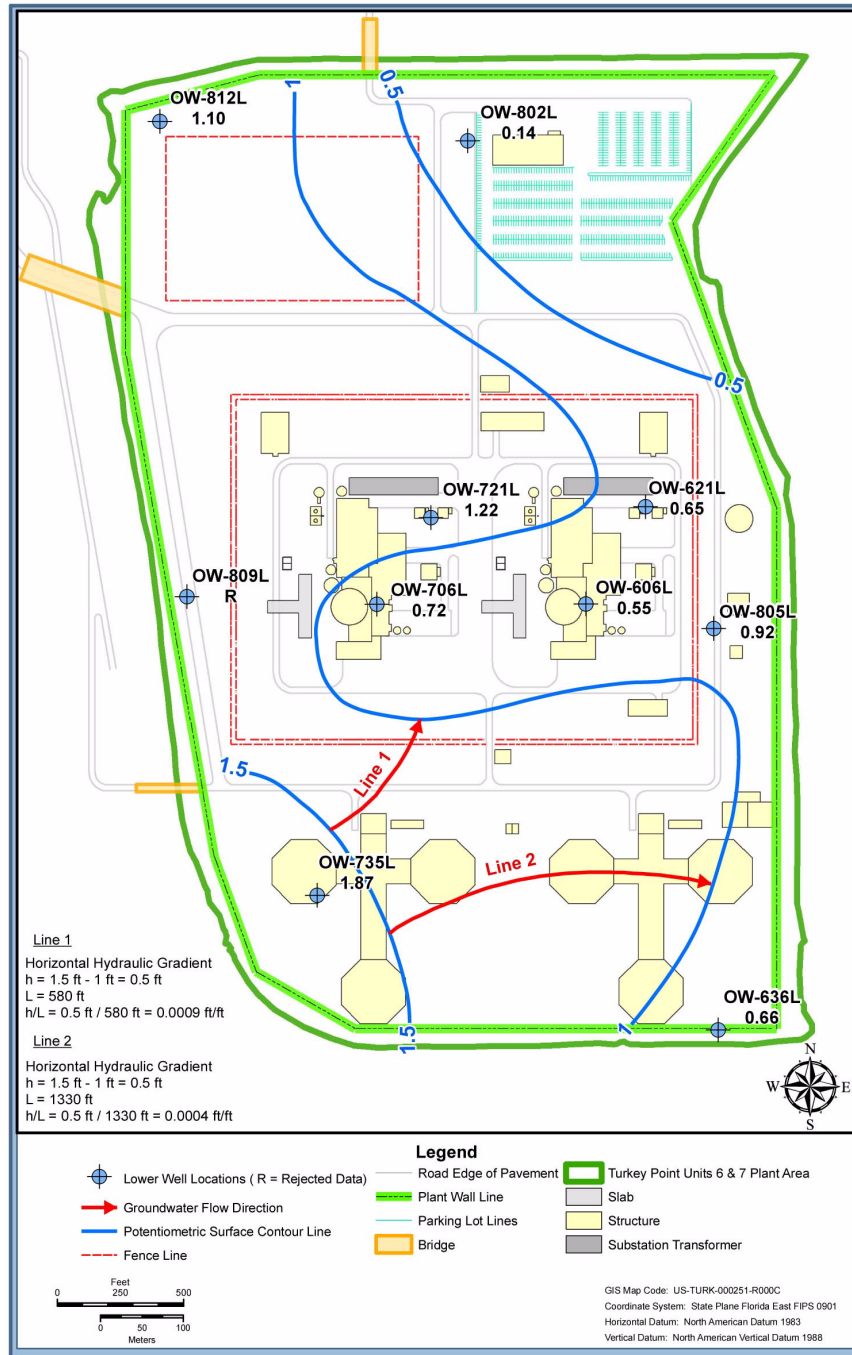 1
0.5
OW-812L
1.10
OW-802L
0.14
0.5
OW-721L
1.22
OW-621L
0.65
OW-809L
R
OW-706L
0.72
OW-606L
0.55
OW-805L
0.92
1.5
Line 1
OW-735L
1.87
Line 2
OW-636L
0.66
1.5
1
Line 1
Horizontal Hydraulic Gradient
h = 1.5 ft - 1 ft = 0.5 ft
L = 580 ft
h/L = 0.5 ft / 580 ft = 0.0009 ft/ft
Line 2
Horizontal Hydraulic Gradient
h = 1.5 ft - 1 ft = 0.5 ft
L = 1330 ft
h/L = 0.5 ft / 1330 ft = 0.0004 ft/ft
N
W
E
S
Legend
Lower Well Locations ( R = Rejected Data)
Groundwater Flow Direction
Potentiometric Surface Contour Line
Fence Line
Road Edge of Pavement
Plant Wall Line
Parking Lot Lines
Bridge
Turkey Point Units 6 & 7 Plant Area
Slab
Structure
Substation Transformer
Feet
0 250 500
0 50 100
Meters
GIS Map Code: US-TURK-000251-R000C
Coordinate System: State Plane Florida East FIPS 0901
Horizontal Datum: North American Datum 1983
Vertical Datum: North American Vertical Datum 1988